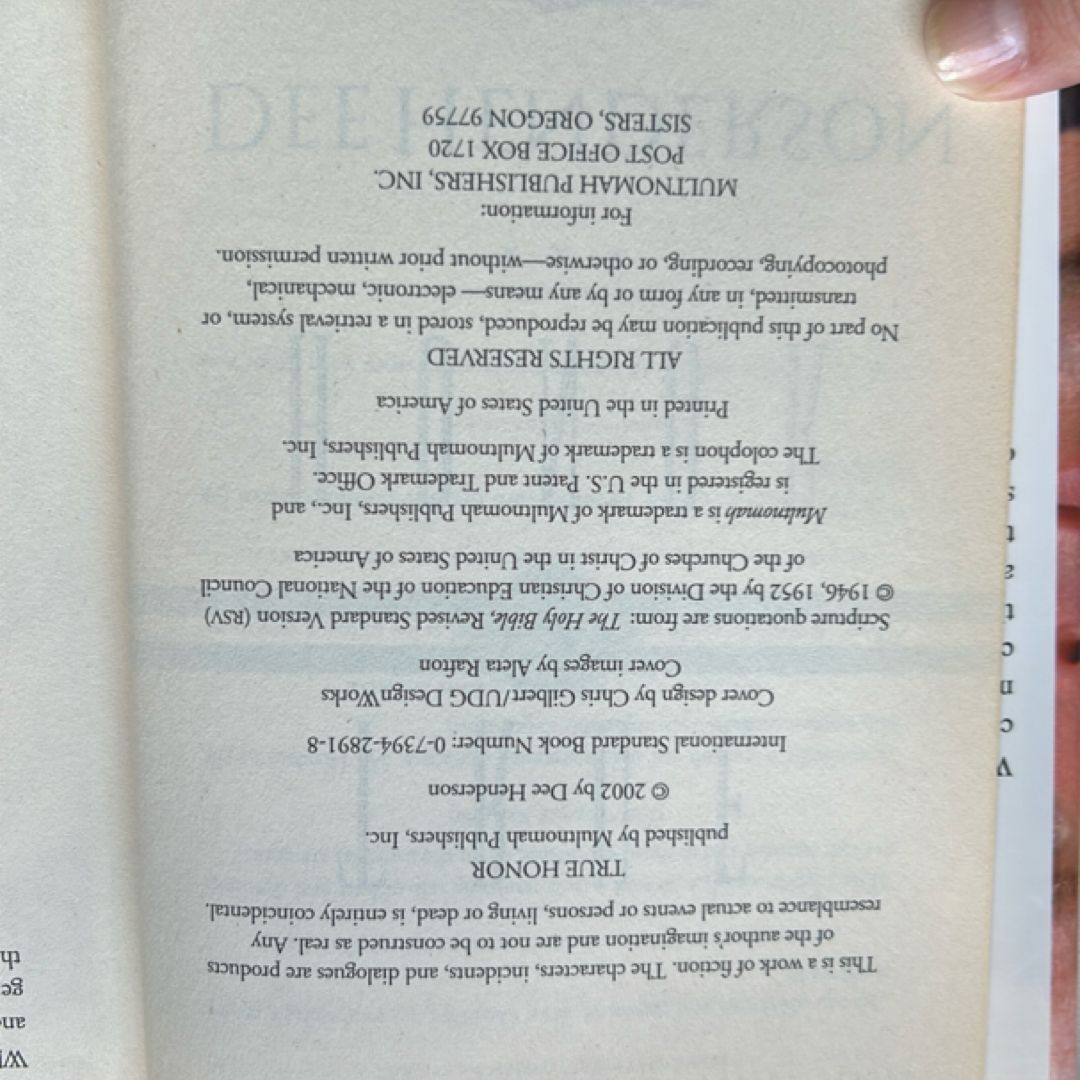 This is a work of fiction. The characters, incidents, and dialogues are products
of the author's imagination and are not to be construed as real. Any
resemblance to actual events or persons, living or dead, is entirely coincidental.
TRUE HONOR
published by Multnomah Publishers, Inc.
© 2002 by Dee Henderson
International Standard Book Number: 0-7394-2891-8
Cover design by Chris Gilbert/UDG DesignWorks
Cover images by Aleta Rafton
Scripture quotations are from: The Holy Bible, Revised Standard Version (RSV)
© 1946, 1952 by the Division of Christian Education of the National Council
of the Churches of Christ in the United States of America
Multnomah is a trademark of Multnomah Publishers, Inc., and
is registered in the U.S. Patent and Trademark Office.
The colophon is a trademark of Multnomah Publishers, Inc.
Printed in the United States of America
ALL RIGHTS RESERVED
No part of this publication may be reproduced, stored in a retrieval system, or
transmitted, in any form or by any means—electronic, mechanical,
photocopying, recording, or otherwise—without prior written permission.
For information:
MULTNOMAH PUBLISHERS, INC.
POST OFFICE BOX 1720
SISTERS, OREGON 97759
DEE HENDERSON